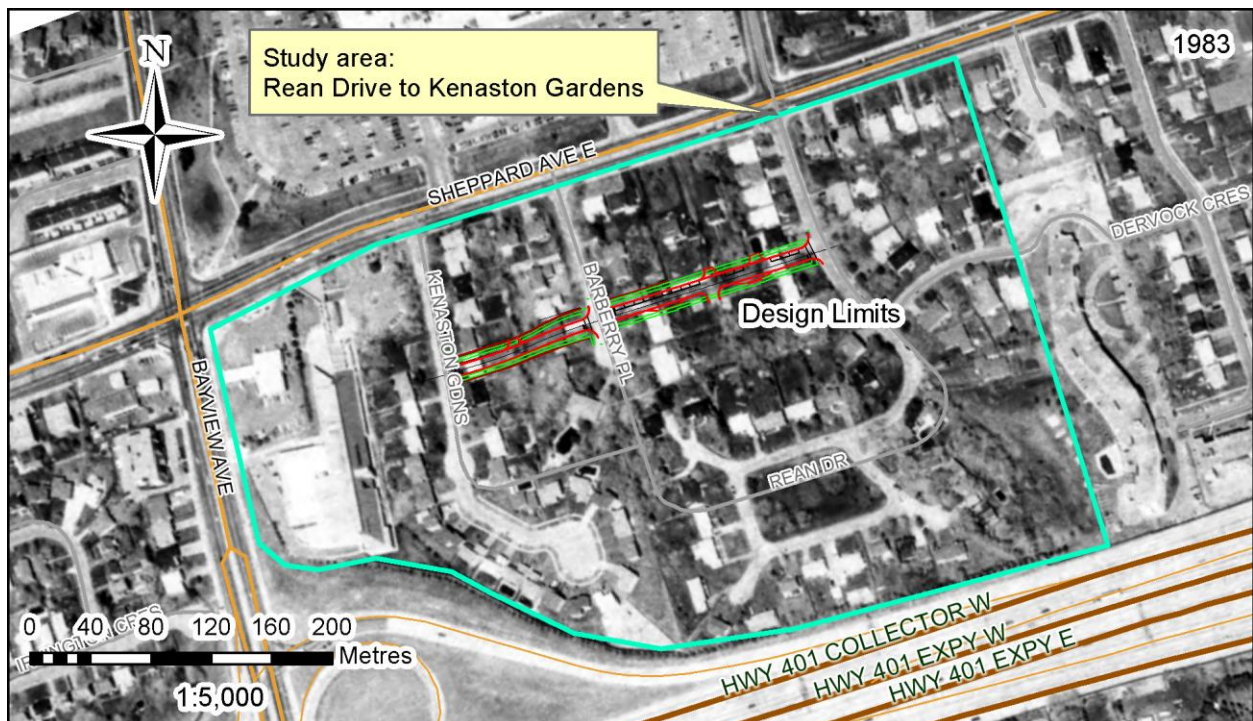 1983
N
Study area:
Rean Drive to Kenaston Gardens
SHEPPARD AVE E
DERVOCK CRES
KENASTON GDNS
BARBERRY PL
Design Limits
BAYVIEW AVE
REAN DR
0 40 80 120 160 200
Metres
1:5,000
HWY 401 COLLECTOR W
HWY 401 EXPY W
HWY 401 EXPY E